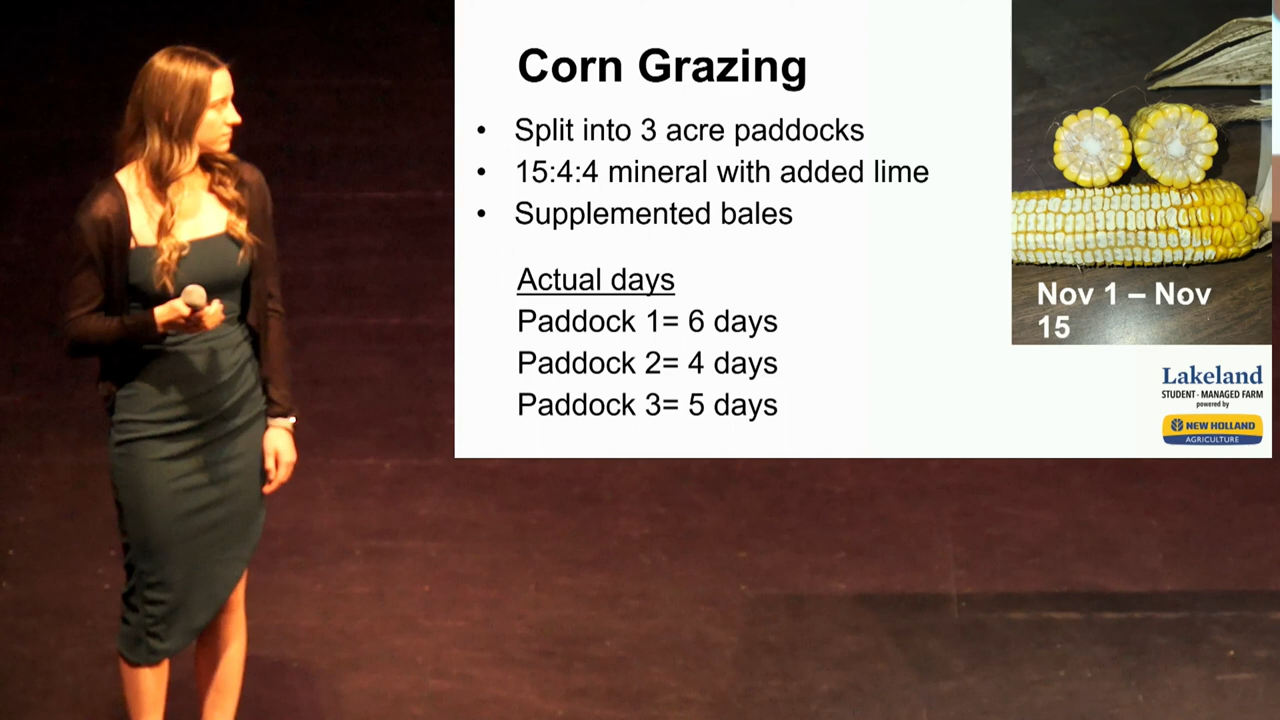 Corn Grazing
• Split into 3 acre paddocks
• 15:4:4 mineral with added lime
• Supplemented bales
Actual days
Paddock 1= 6 days
Paddock 2= 4 days
Paddock 3= 5 days
Nov 1 – Nov
15
Lakeland
STUDENT - MANAGED FARM
powered by
NEW HOLLAND
AGRICULTURE